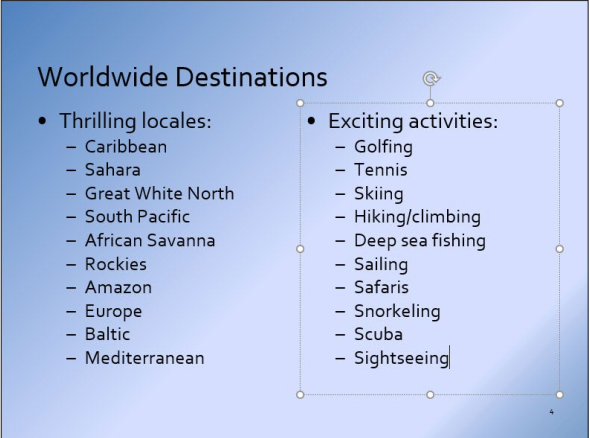 Worldwide Destinations
• Thrilling locales:
– Caribbean
– Sahara
– Great White North
– South Pacific
– African Savanna
– Rockies
– Amazon
– Europe
– Baltic
– Mediterranean
• Exciting activities:
– Golfing
– Tennis
– Skiing
– Hiking/climbing
– Deep sea fishing
– Sailing
– Safaris
– Snorkeling
– Scuba
– Sightseeing
4